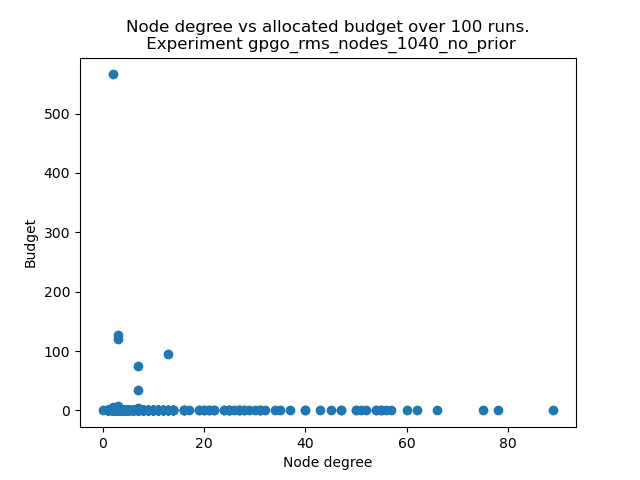 Node degree vs allocated budget over 100 runs.
Experiment gpgo_rms_nodes_1040_no_prior
500
400
300
200
100
0
Budget
0 20 40 60 80
Node degree